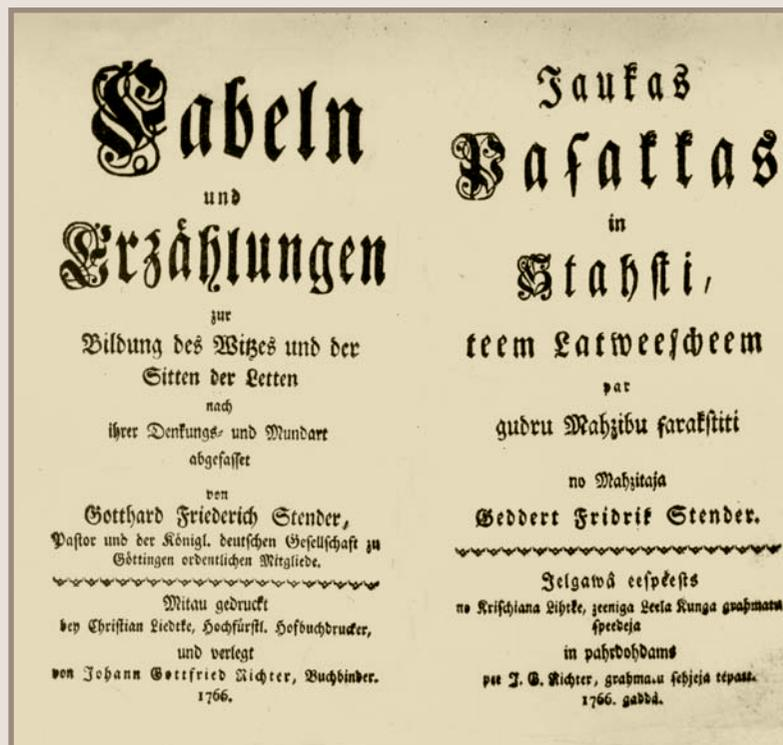 Fabeln
und
Erzählungen
zur
Bildung des Witzes und der
Sitten der Letten
nach
ihrer Denkungs- und Mundart
abgefasset
von
Gotthard Friederich Stender,
Pastor und der Königl. deutschen Gesellschaft zu
Göttingen ordentlichen Mitgliede.
Mitau gedruckt
bey Christian Liedtke, Hochfürstl. Hofbuchdrucker,
und verlegt
von Johann Gottfried Richter, Buchbinder.
1766.
Jaukas
Pasakkas
in
Stahsti,
teem Latweescheem
par
gudru Mahzibu sarakstiti
no Mahzitaja
Geddert Fridrik Stender.
Jelgawâ eespeests
no Krischjana Lihtke, zeeniga Leela Kunga grahmatu
speedeja
in pahrdohdams
pee J. G. Richter, grahmatu sehjeja
1766. gaddâ.